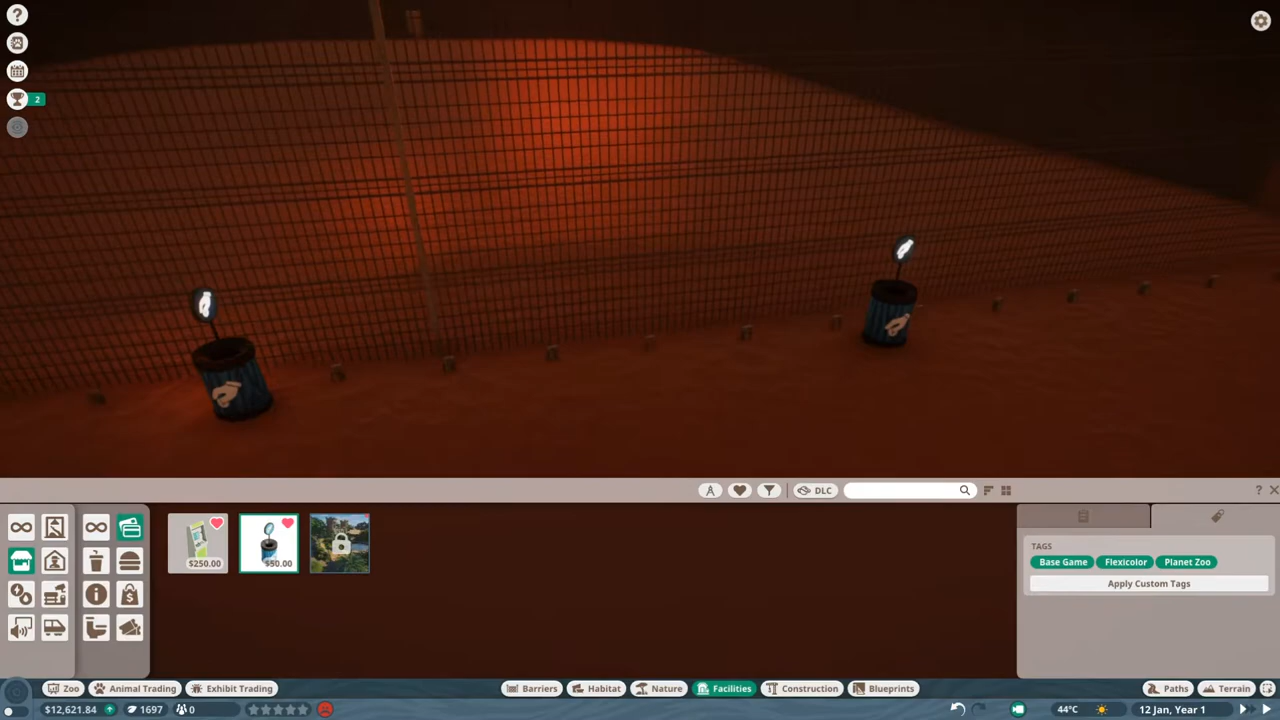 ?
2
DLC
?
$250.00
$50.00
TAGS
Base Game
Flexicolor
Planet Zoo
Apply Custom Tags
Zoo
Animal Trading
Exhibit Trading
Barriers
Habitat
Nature
Facilities
Construction
Blueprints
Paths
Terrain
$12,621.84
1697
0
44°C
12 Jan, Year 1